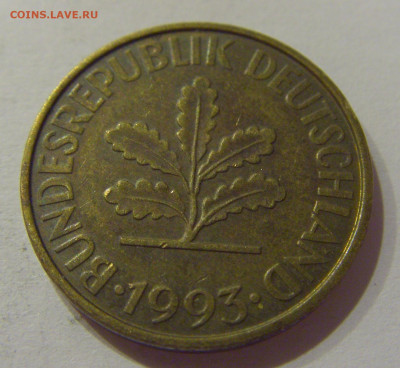 COINS.LAVE.RU
BUNDESREPUBLIK DEUTSCHLAND
· 1993 ·